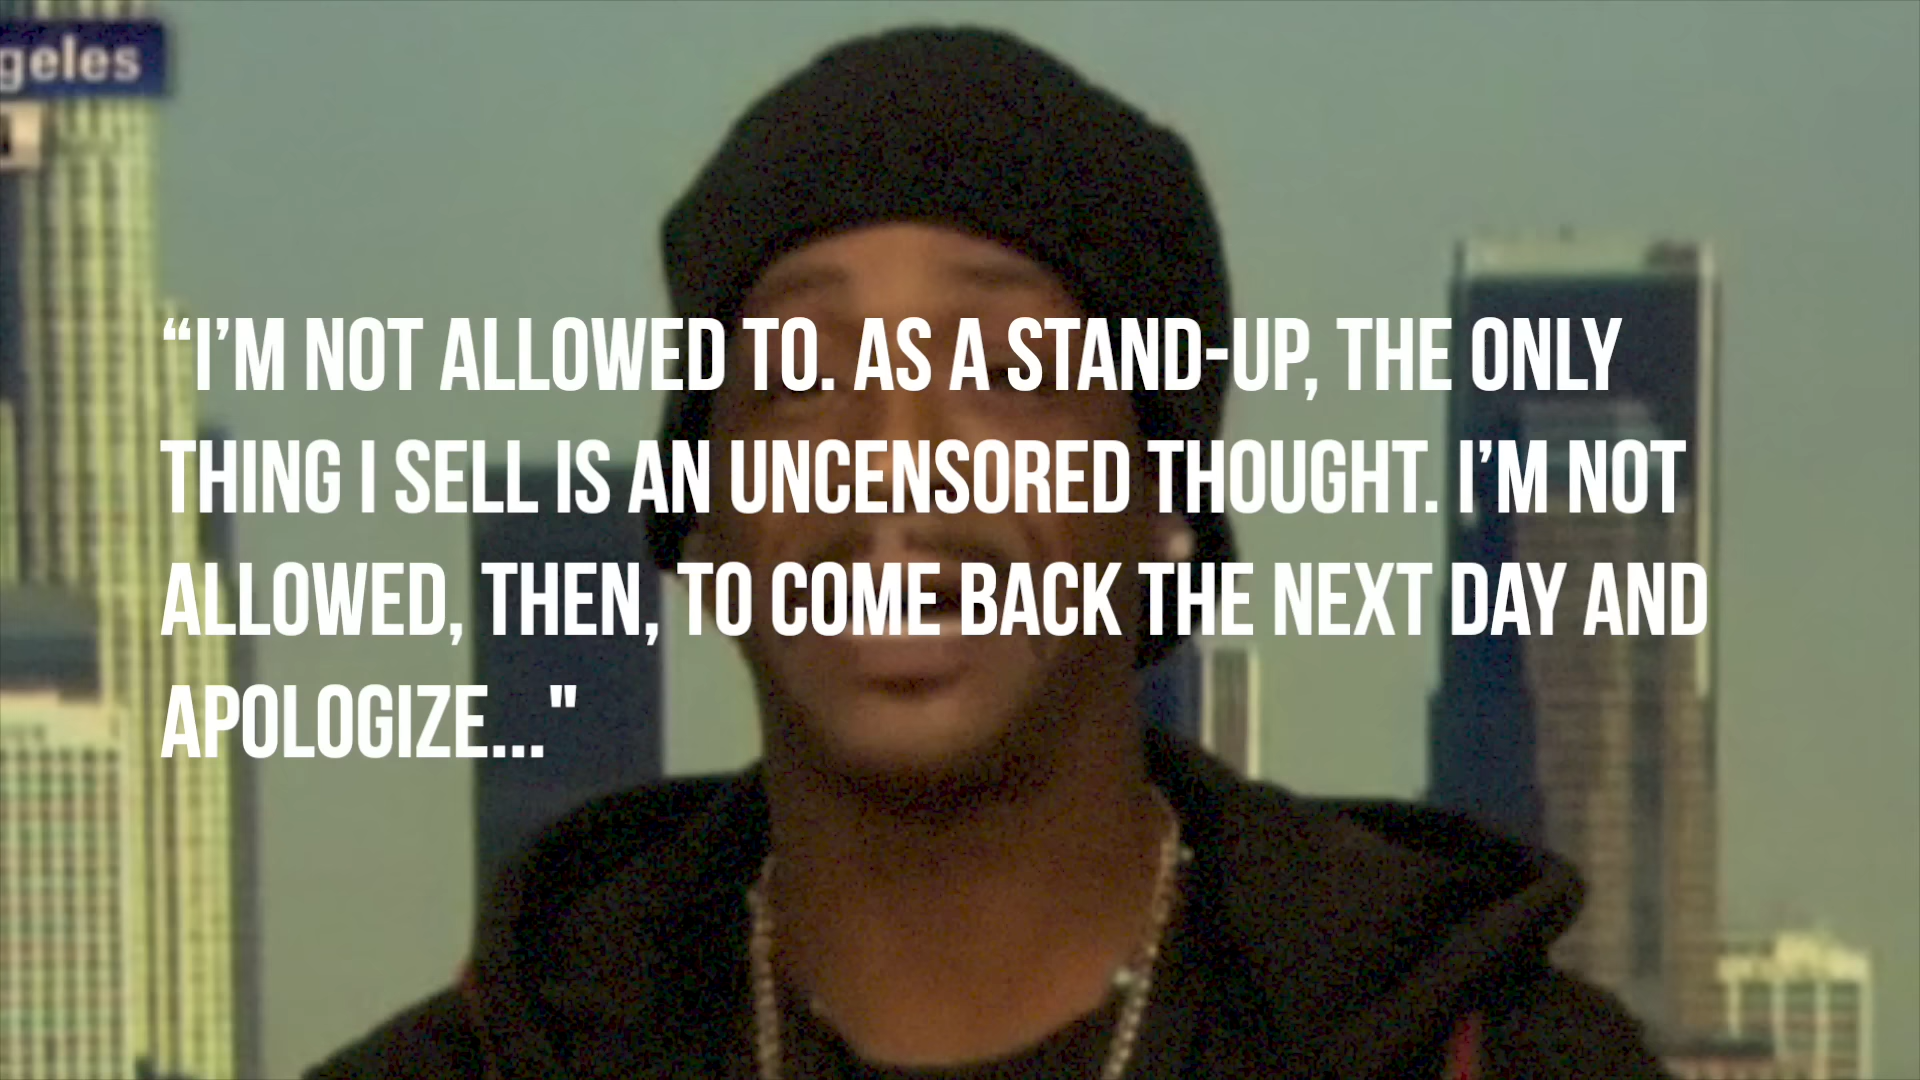 geles
“I’M NOT ALLOWED TO. AS A STAND-UP, THE ONLY
THING I SELL IS AN UNCENSORED THOUGHT. I’M NOT
ALLOWED, THEN, TO COME BACK THE NEXT DAY AND
APOLOGIZE..."